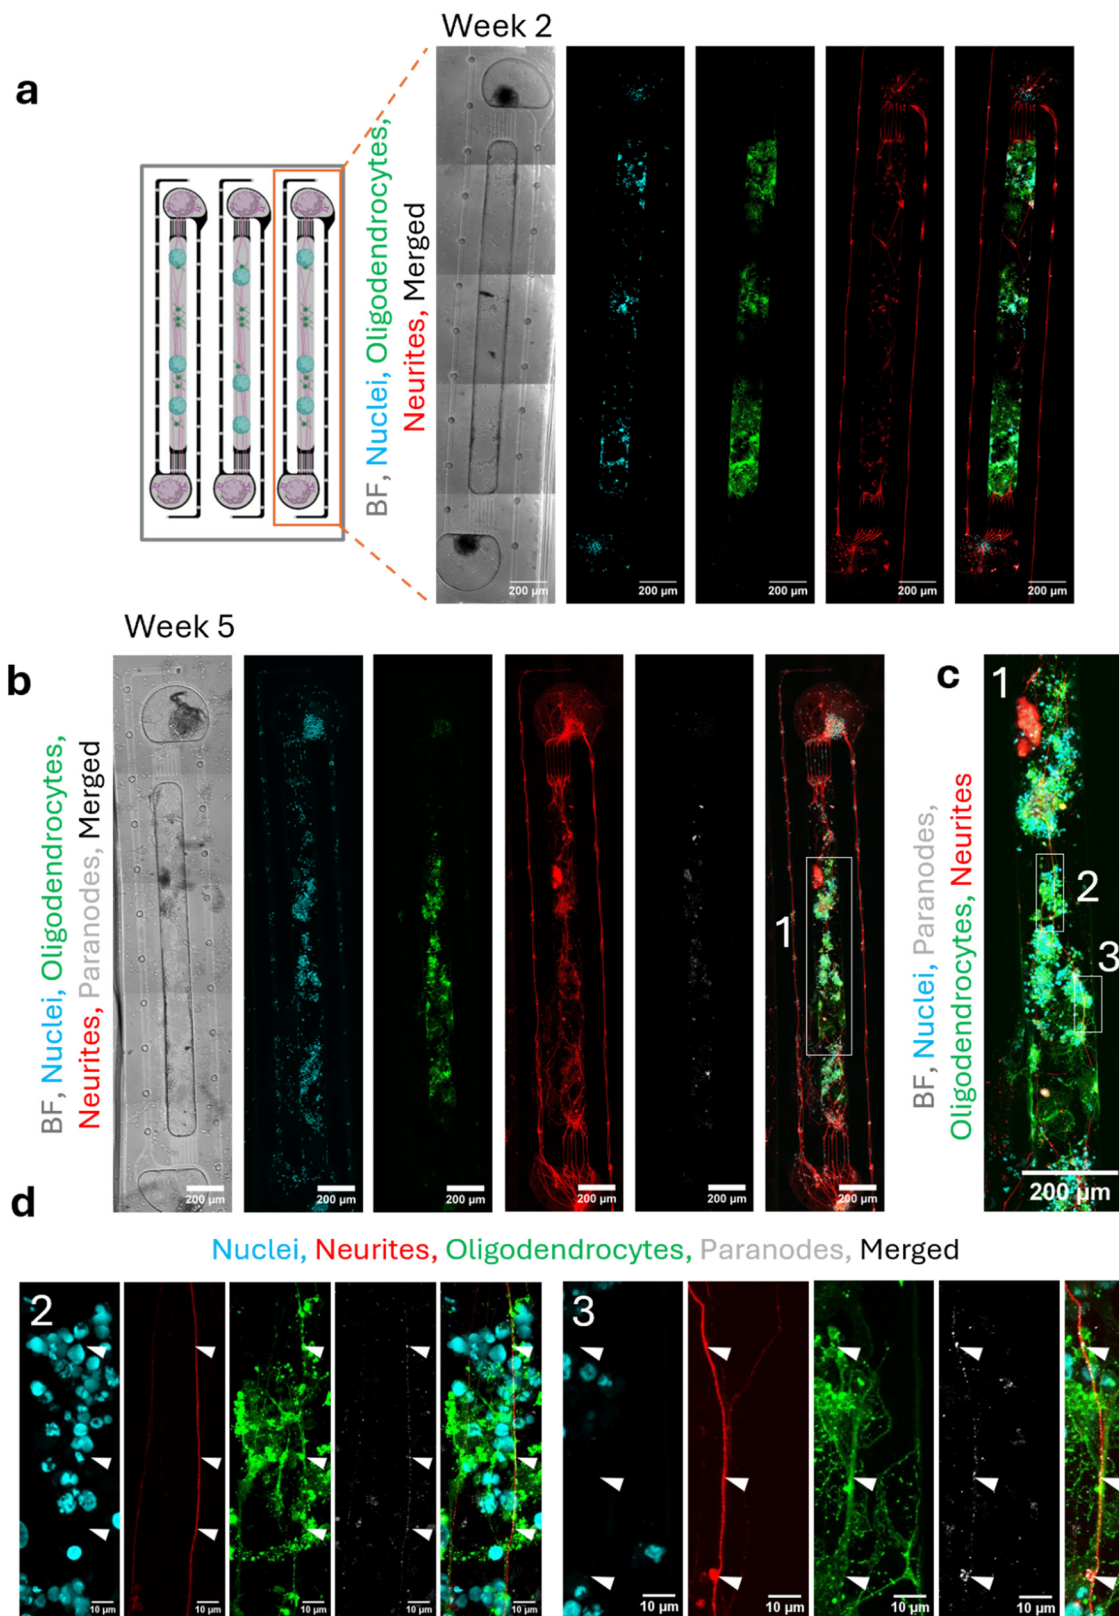 Week 2
a
BF, Nuclei, Oligodendrocytes,
Neurites, Merged
200 µm
200 µm
200 µm
200 µm
200 µm
Week 5
b
BF, Nuclei, Oligodendrocytes,
Neurites, Paranodes, Merged
200 µm
200 µm
200 µm
200 µm
200 µm
1
200 µm
c
BF, Nuclei, Paranodes,
Oligodendrocytes, Neurites
1
2
3
200 µm
d
Nuclei, Neurites, Oligodendrocytes, Paranodes, Merged
2
10 µm
10 µm
10 µm
10 µm
10 µm
3
10 µm
10 µm
10 µm
10 µm
10 µm